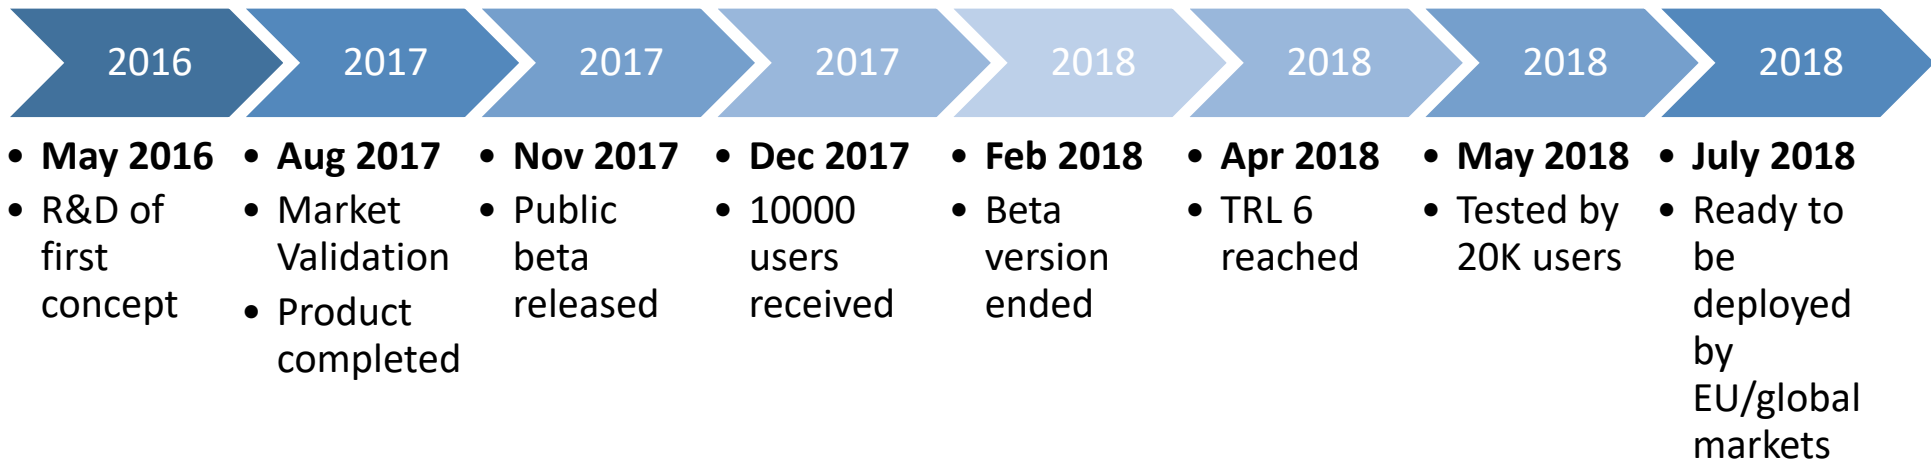 2016
2017
2017
2017
2018
2018
2018
2018
• May 2016
• R&D of
first
concept
• Aug 2017
• Market
Validation
• Product
completed
• Nov 2017
• Public
beta
released
• Dec 2017
• 10000
users
received
• Feb 2018
• Beta
version
ended
• Apr 2018
• TRL 6
reached
• May 2018
• Tested by
20K users
• July 2018
• Ready to
be
deployed
by
EU/global
markets